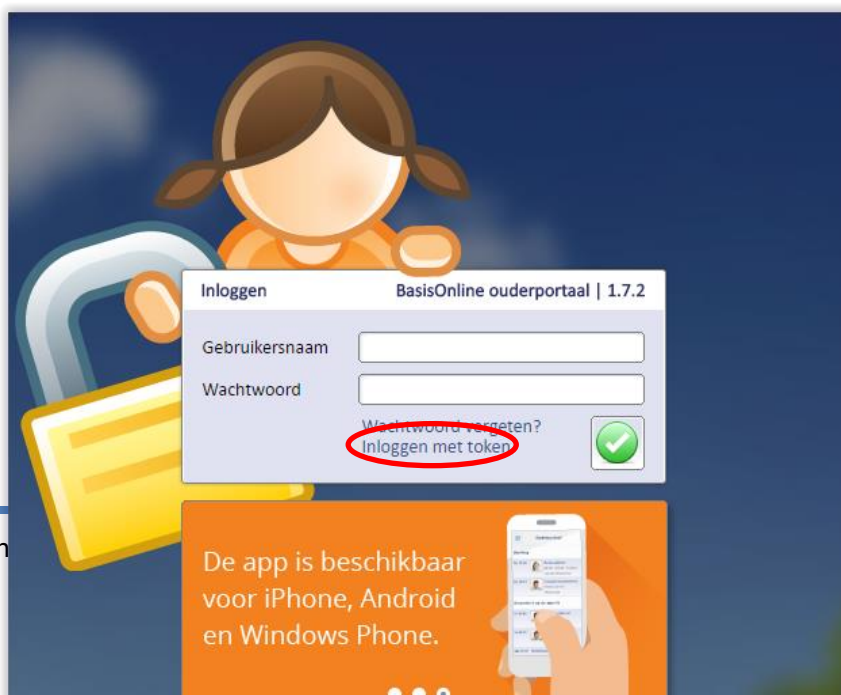 Inloggen BasisOnline ouderportaal | 1.7.2
Gebruikersnaam
Wachtwoord
Wachtwoord vergeten?
Inloggen met token
De app is beschikbaar
voor iPhone, Android
en Windows Phone.